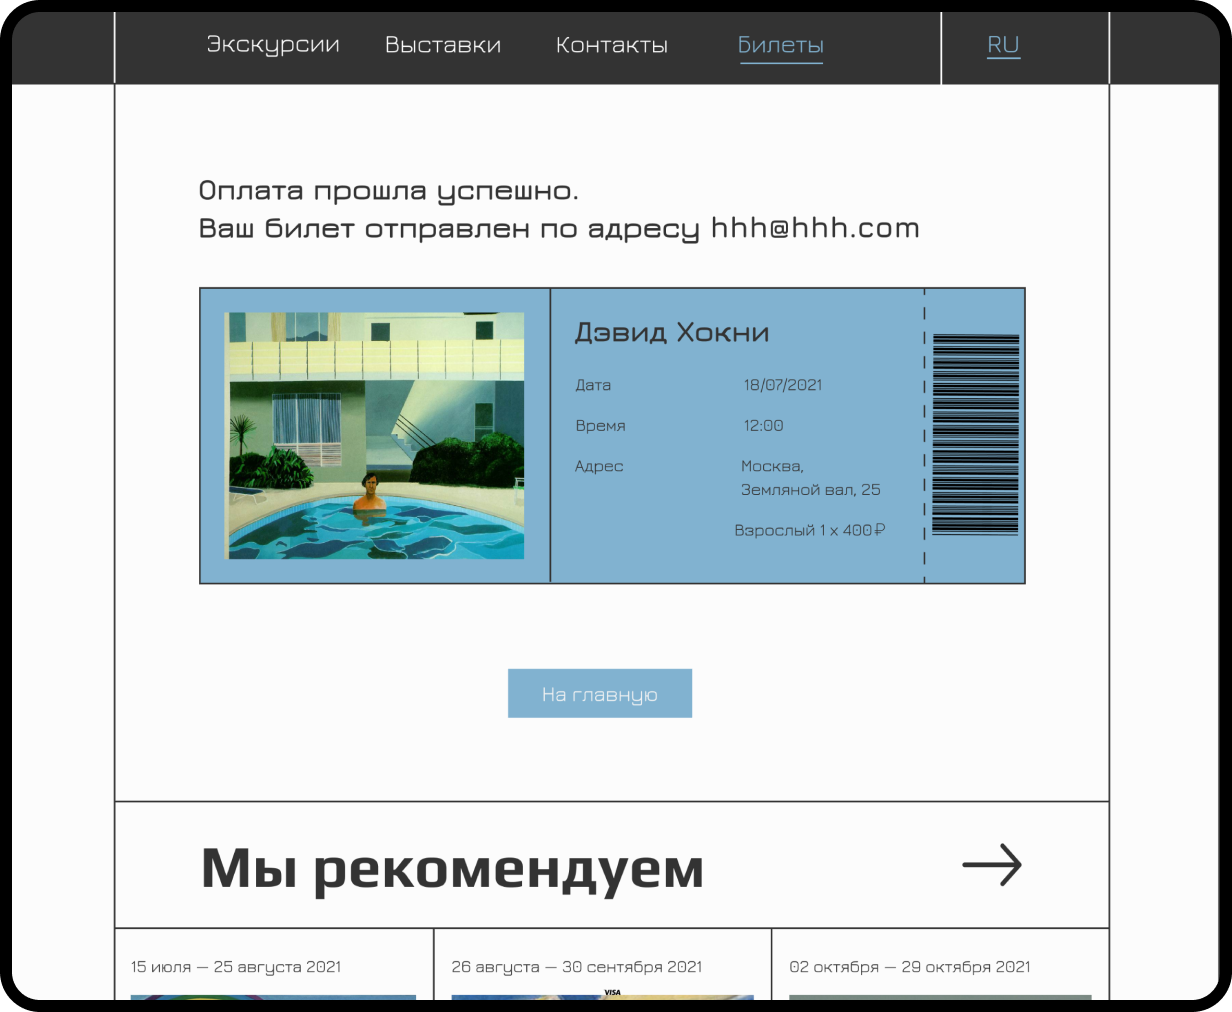 Экскурсии Выставки Контакты Билеты RU
Оплата прошла успешно.
Ваш билет отправлен по адресу hhh@hhh.com
Дэвид Хокни
Дата 18/07/2021
Время 12:00
Адрес Москва,
Земляной вал, 25
Взрослый 1 x 400₽
На главную
Мы рекомендуем
15 июля — 25 августа 2021
26 августа — 30 сентября 2021
02 октября — 29 октября 2021
VISA